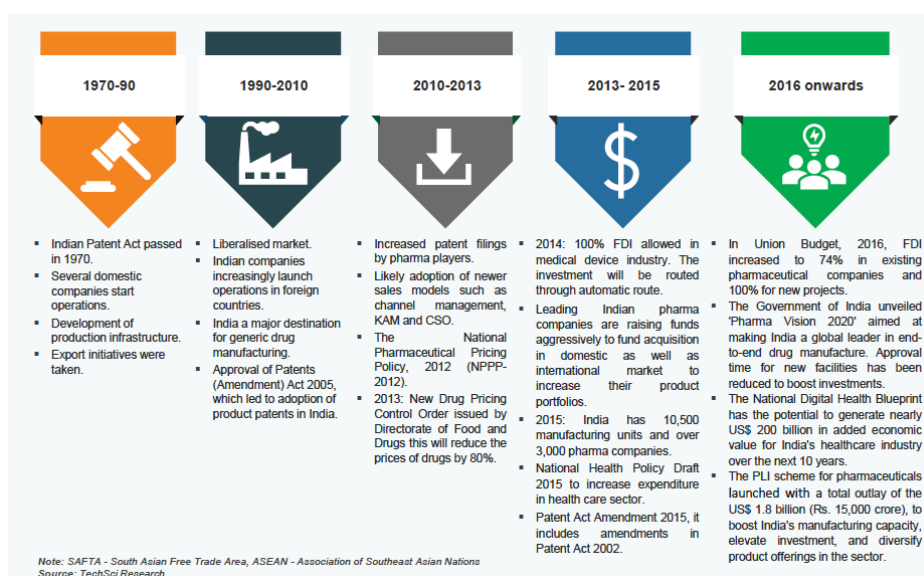 1970-90
1990-2010
2010-2013
2013- 2015
2016 onwards
▪ Indian Patent Act passed
in 1970.
▪ Several domestic
companies start
operations.
▪ Development of
production infrastructure.
▪ Export initiatives were
taken.
▪ Liberalised market.
▪ Indian companies
increasingly launch
operations in foreign
countries.
▪ India a major destination
for generic drug
manufacturing.
▪ Approval of Patents
(Amendment) Act 2005,
which led to adoption of
product patents in India.
▪ Increased patent filings
by pharma players.
▪ Likely adoption of newer
sales models such as
channel management,
KAM and CSO.
▪ The National
Pharmaceutical Pricing
Policy, 2012 (NPPP-
2012).
▪ 2013: New Drug Pricing
Control Order issued by
Directorate of Food and
Drugs this will reduce the
prices of drugs by 80%.
▪ 2014: 100% FDI allowed in
medical device industry. The
investment will be routed
through automatic route.
▪ Leading Indian pharma
companies are raising funds
aggressively to fund acquisition
in domestic as well as
international market to
increase their product
portfolios.
▪ 2015: India has 10,500
manufacturing units and over
3,000 pharma companies.
▪ National Health Policy Draft
2015 to increase expenditure
in health care sector.
▪ Patent Act Amendment 2015, it
includes amendments in
Patent Act 2002.
▪ In Union Budget, 2016, FDI
increased to 74% in existing
pharmaceutical companies and
100% for new projects.
▪ The Government of India unveiled
'Pharma Vision 2020' aimed at
making India a global leader in end-
to-end drug manufacture. Approval
time for new facilities has been
reduced to boost investments.
▪ The National Digital Health Blueprint
has the potential to generate nearly
US$ 200 billion in added economic
value for India's healthcare industry
over the next 10 years.
▪ The PLI scheme for pharmaceuticals
launched with a total outlay of the
US$ 1.8 billion (Rs. 15,000 crore), to
boost India's manufacturing capacity,
elevate investment, and diversify
product offerings in the sector.
Note: SAFTA - South Asian Free Trade Area, ASEAN - Association of Southeast Asian Nations
Source: TechSci Research